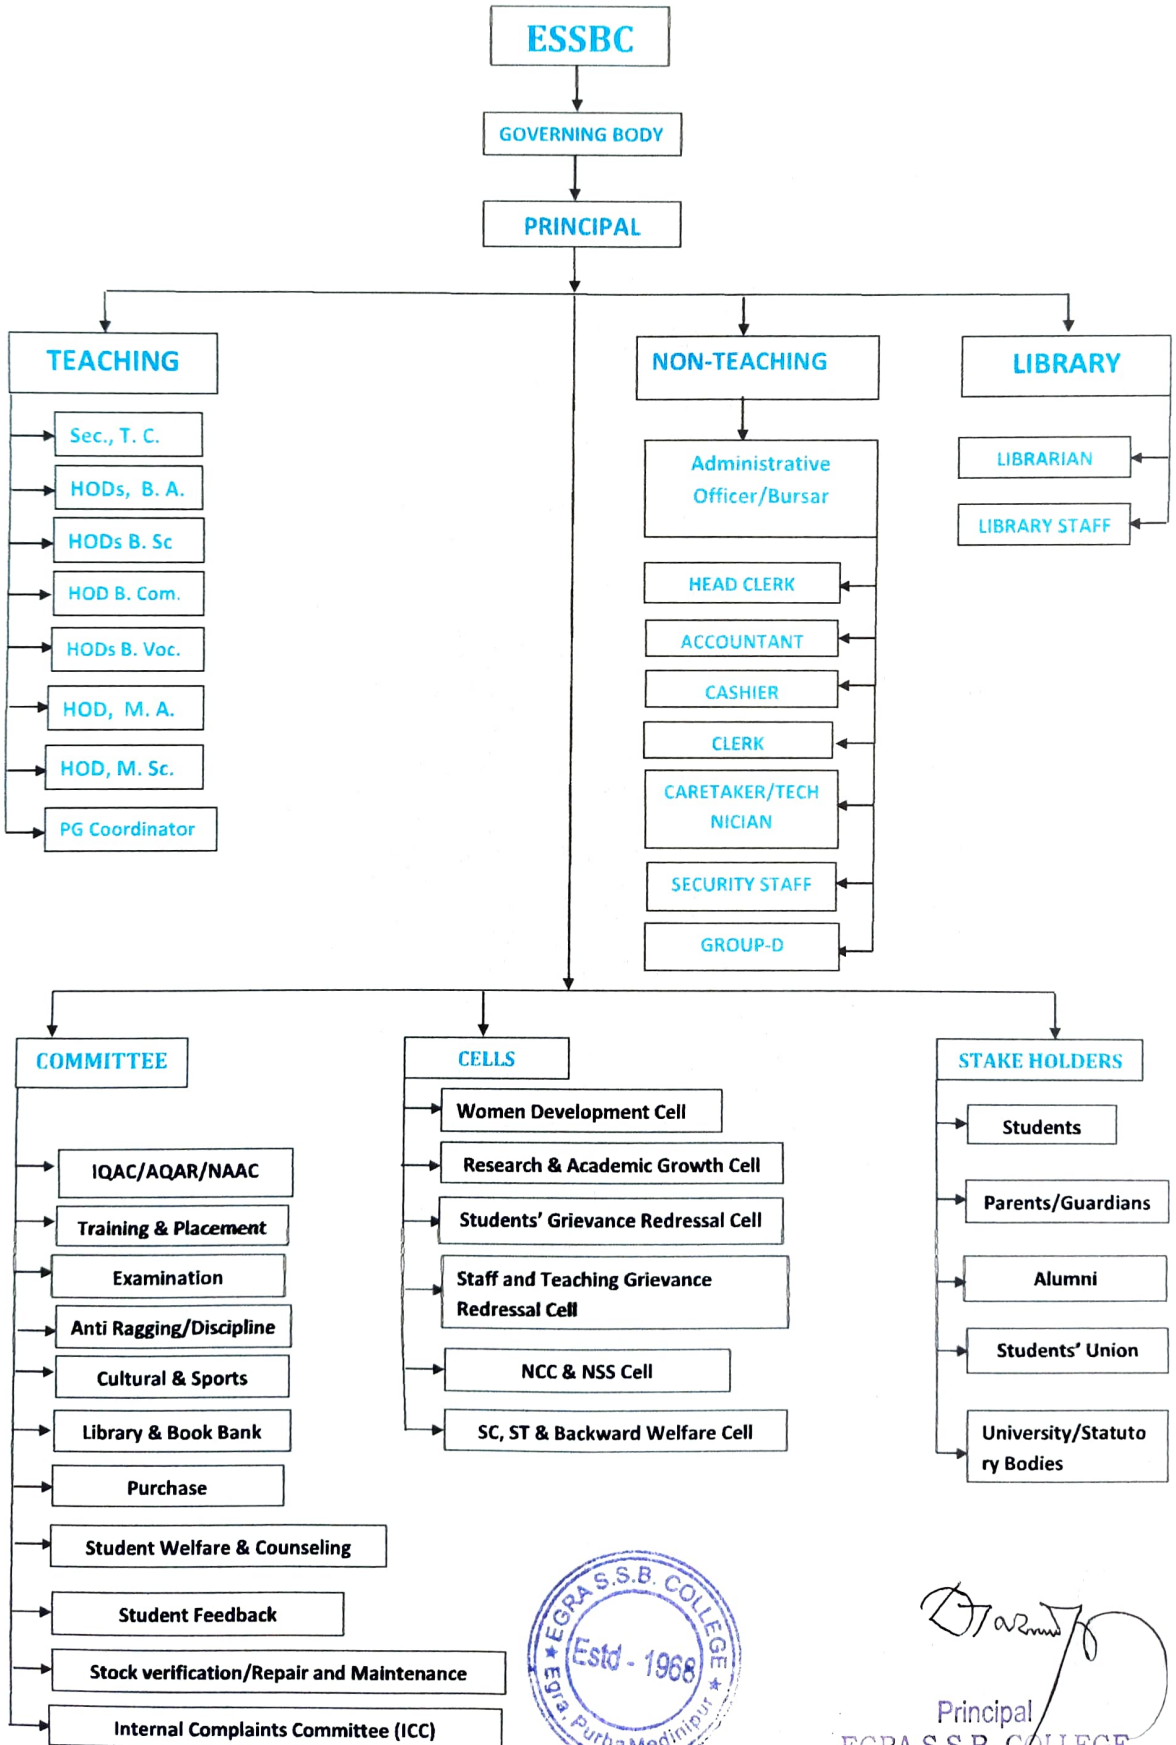 ESSBC
GOVERNING BODY
PRINCIPAL
TEACHING
Sec., T. C.
HODs, B. A.
HODs B. Sc
HOD B. Com.
HODs B. Voc.
HOD, M. A.
HOD, M. Sc.
PG Coordinator
NON-TEACHING
Administrative
Officer/Bursar
HEAD CLERK
ACCOUNTANT
CASHIER
CLERK
CARETAKER/TECH
NICIAN
SECURITY STAFF
GROUP-D
LIBRARY
LIBRARIAN
LIBRARY STAFF
COMMITTEE
IQAC/AQAR/NAAC
Training & Placement
Examination
Anti Ragging/Discipline
Cultural & Sports
Library & Book Bank
Purchase
Student Welfare & Counseling
Student Feedback
Stock verification/Repair and Maintenance
Internal Complaints Committee (ICC)
CELLS
Women Development Cell
Research & Academic Growth Cell
Students' Grievance Redressal Cell
Staff and Teaching Grievance
Redressal Cell
NCC & NSS Cell
SC, ST & Backward Welfare Cell
STAKE HOLDERS
Students
Parents/Guardians
Alumni
Students' Union
University/Statuto
ry Bodies
EGRA S.S.B. COLLEGE
Estd - 1968
Egra, Purba Medinipur
Principal
EGRA S.S.B. COLLEGE